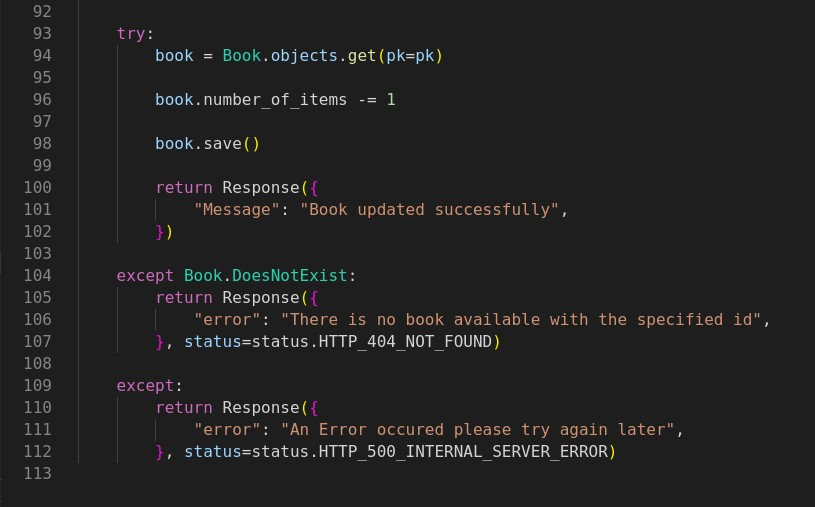 92
93 try:
94 book = Book.objects.get(pk=pk)
95
96 book.number_of_items -= 1
97
98 book.save()
99
100 return Response({
101 "Message": "Book updated successfully",
102 })
103
104 except Book.DoesNotExist:
105 return Response({
106 "error": "There is no book available with the specified id",
107 }, status=status.HTTP_404_NOT_FOUND)
108
109 except:
110 return Response({
111 "error": "An Error occured please try again later",
112 }, status=status.HTTP_500_INTERNAL_SERVER_ERROR)
113